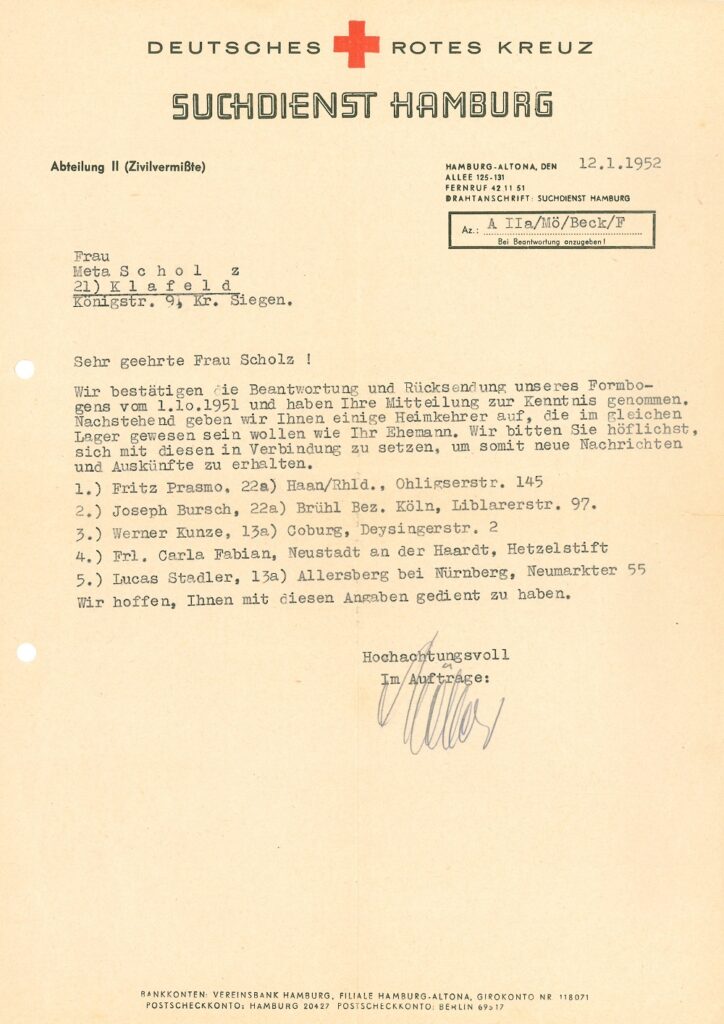 DEUTSCHES ROTES KREUZ
SUCHDIENST HAMBURG
Abteilung II (Zivilvermißte)
HAMBURG-ALTONA, DEN 12.1.1952
ALLEE 125-131
FERNRUF 42 11 51
DRAHTANSCHRIFT: SUCHDIENST HAMBURG
Az.: A IIa/Mö/Beck/F
Bei Beantwortung anzugeben!
Frau
Meta S c h o l z
21) K l a f e l d
Königstr. 9, Kr. Siegen.
Sehr geehrte Frau Scholz !
Wir bestätigen die Beantwortung und Rücksendung unseres Formbo-
gens vom 1.1o.1951 und haben Ihre Mitteilung zur Kenntnis genommen.
Nachstehend geben wir Ihnen einige Heimkehrer auf, die im gleichen
Lager gewesen sein wollen wie Ihr Ehemann. Wir bitten Sie höflichst,
sich mit diesen in Verbindung zu setzen, um somit neue Nachrichten
und Auskünfte zu erhalten.
1.) Fritz Prasmo, 22a) Haan/Rhld., Ohligserstr. 145
2.) Joseph Bursch, 22a) Brühl Bez. Köln, Liblarerstr. 97.
3.) Werner Kunze, 13a) Coburg, Deysingerstr. 2
4.) Frl. Carla Fabian, Neustadt an der Haardt, Hetzelstift
5.) Lucas Stadler, 13a) Allersberg bei Nürnberg, Neumarkter 55
Wir hoffen, Ihnen mit diesen Angaben gedient zu haben.
Hochachtungsvoll
Im Auftrage:
BANKKONTEN: VEREINSBANK HAMBURG, FILIALE HAMBURG-ALTONA, GIROKONTO NR 118071
POSTSCHECKKONTO: HAMBURG 20427 POSTSCHECKKONTO: BERLIN 69517